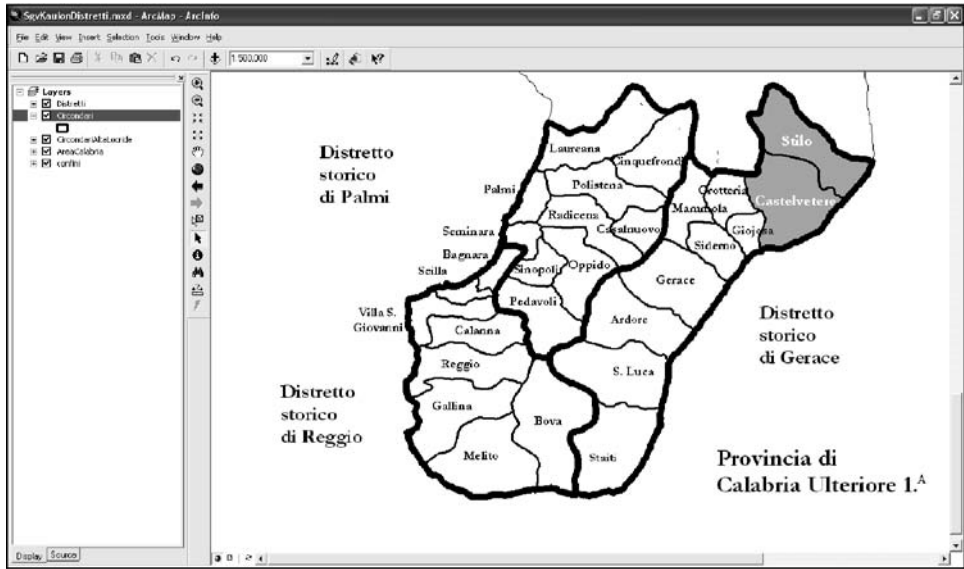 SgvKaulonDistretti.mxd - ArcMap - ArcInfo
File Edit View Insert Selection Tools Window Help
1:500,000
Layers
Distretti
Circondari
CircondariAltaLocride
AreaCalabria
confini
Display Source
Distretto
storico
di Palmi
Laureana
Cinquefrondi
Stilo
Palmi
Polistena
Grotteria
Castelvetere
Radicena
Mammola
Seminara
Casalnuovo
Giojosa
Bagnara
Siderno
Scilla
Sinopoli
Oppido
Gerace
Villa S.
Giovanni
Pedavoli
Ardore
Calanna
Distretto
storico
di Gerace
Reggio
S. Luca
Distretto
storico
di Reggio
Gallina
Bova
Melito
Staiti
Provincia di
Calabria Ulteriore 1.A